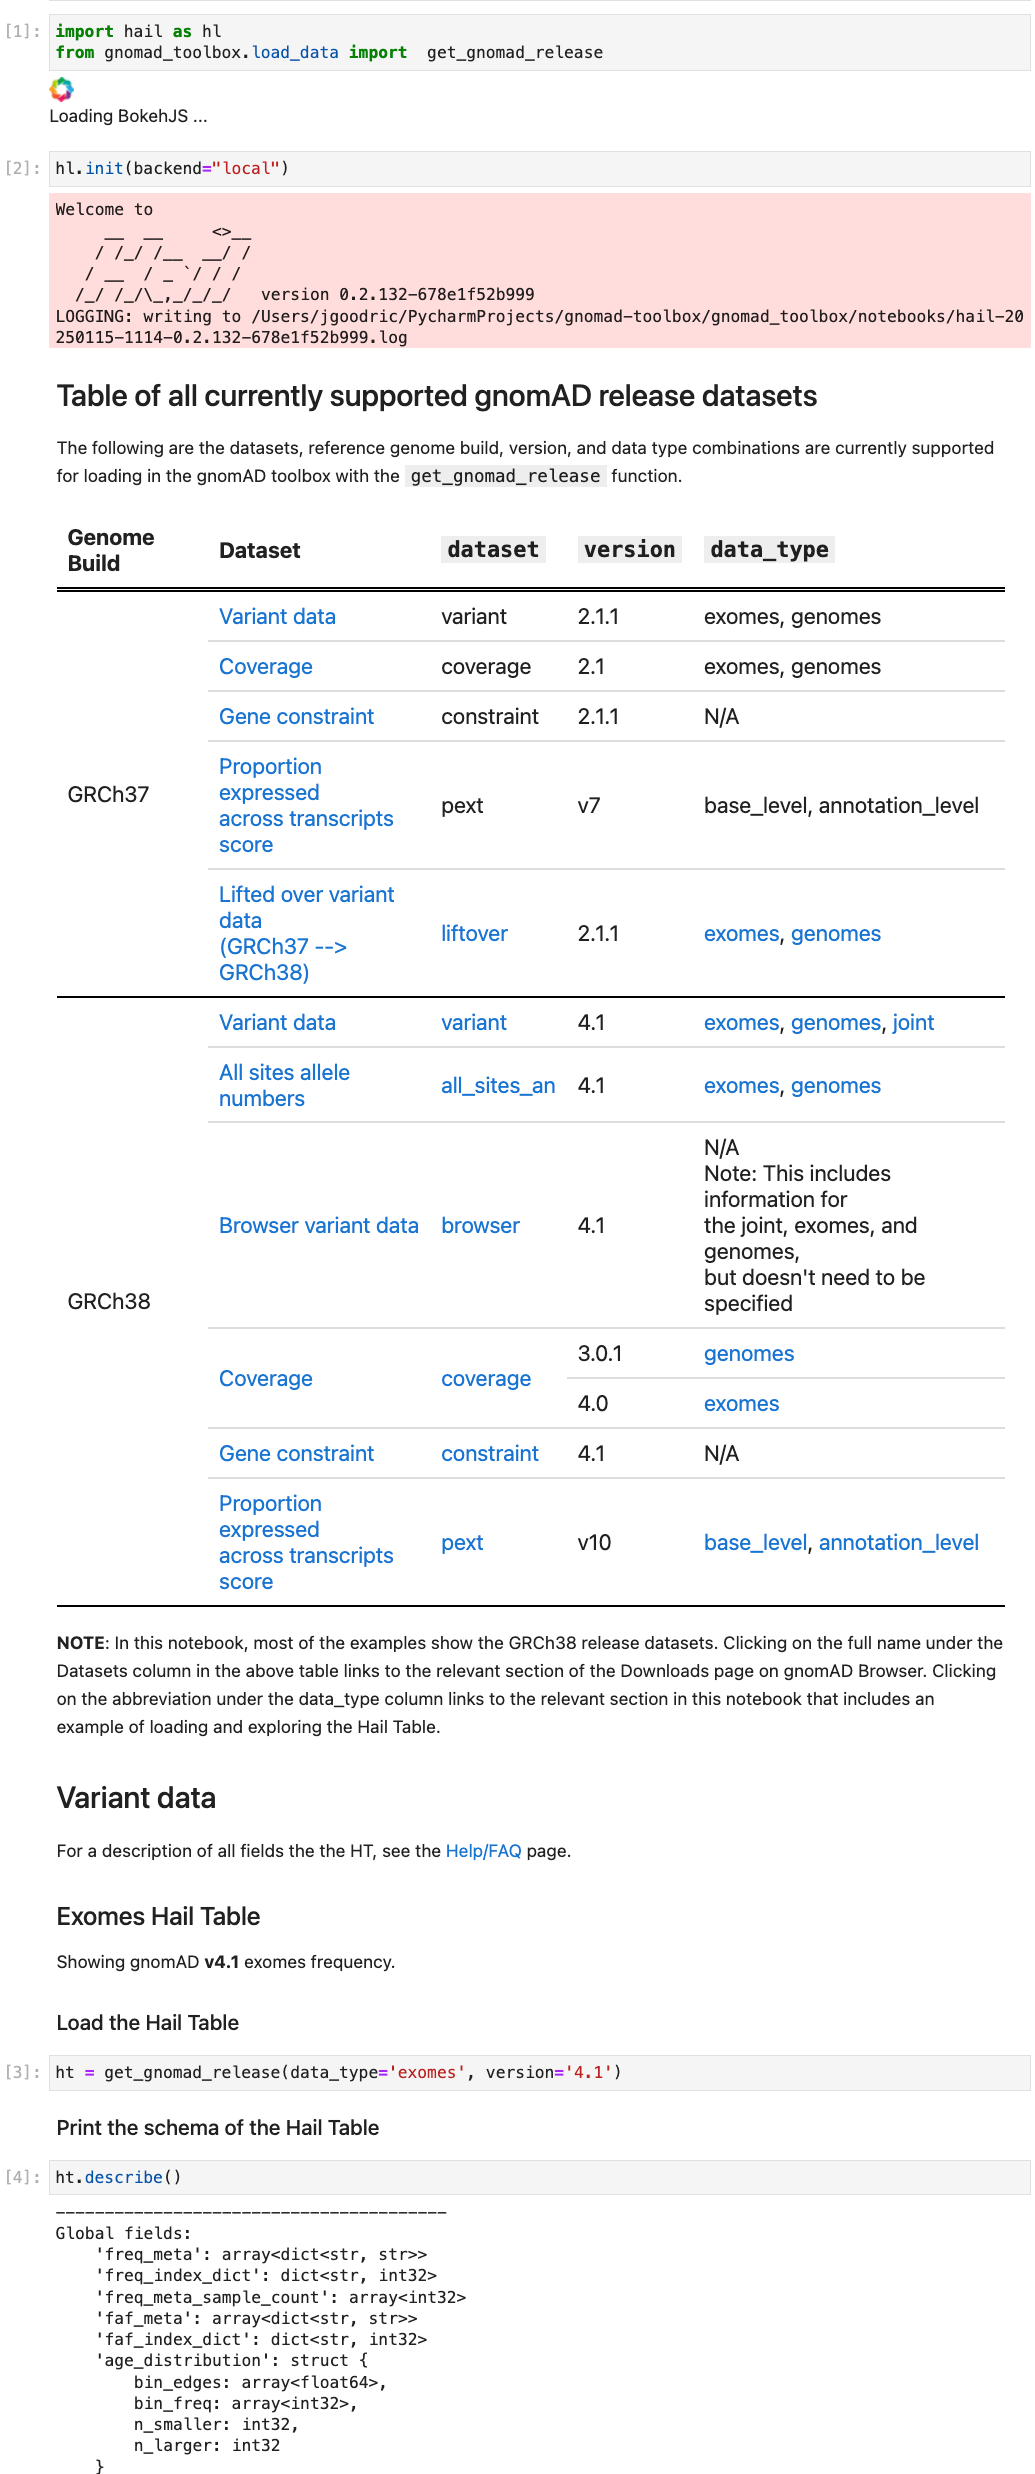 [1]: import hail as hl
from gnomad_toolbox.load_data import  get_gnomad_release
Loading BokehJS ...
[2]: hl.init(backend="local")
Welcome to
     __  __     <>__
    / /_/ /__  __/ /
   / __  / _ `/ / /
  /_/ /_/\_,_/_/_/   version 0.2.132-678e1f52b999
LOGGING: writing to /Users/jgoodric/PycharmProjects/gnomad-toolbox/gnomad_toolbox/notebooks/hail-20
250115-1114-0.2.132-678e1f52b999.log
Table of all currently supported gnomAD release datasets
The following are the datasets, reference genome build, version, and data type combinations are currently supported
for loading in the gnomAD toolbox with the get_gnomad_release function.
Genome
Build
Dataset
dataset
version
data_type
GRCh37
Variant data
variant
2.1.1
exomes, genomes
Coverage
coverage
2.1
exomes, genomes
Gene constraint
constraint
2.1.1
N/A
Proportion
expressed
across transcripts
score
pext
v7
base_level, annotation_level
Lifted over variant
data
(GRCh37 -->
GRCh38)
liftover
2.1.1
exomes, genomes
GRCh38
Variant data
variant
4.1
exomes, genomes, joint
All sites allele
numbers
all_sites_an
4.1
exomes, genomes
Browser variant data
browser
4.1
N/A
Note: This includes
information for
the joint, exomes, and
genomes,
but doesn't need to be
specified
Coverage
coverage
3.0.1
genomes
4.0
exomes
Gene constraint
constraint
4.1
N/A
Proportion
expressed
across transcripts
score
pext
v10
base_level, annotation_level
NOTE: In this notebook, most of the examples show the GRCh38 release datasets. Clicking on the full name under the
Datasets column in the above table links to the relevant section of the Downloads page on gnomAD Browser. Clicking
on the abbreviation under the data_type column links to the relevant section in this notebook that includes an
example of loading and exploring the Hail Table.
Variant data
For a description of all fields the the HT, see the Help/FAQ page.
Exomes Hail Table
Showing gnomAD v4.1 exomes frequency.
Load the Hail Table
[3]: ht = get_gnomad_release(data_type='exomes', version='4.1')
Print the schema of the Hail Table
[4]: ht.describe()
----------------------------------------
Global fields:
    'freq_meta': array<dict<str, str>>
    'freq_index_dict': dict<str, int32>
    'freq_meta_sample_count': array<int32>
    'faf_meta': array<dict<str, str>>
    'faf_index_dict': dict<str, int32>
    'age_distribution': struct {
        bin_edges: array<float64>,
        bin_freq: array<int32>,
        n_smaller: int32,
        n_larger: int32
    }